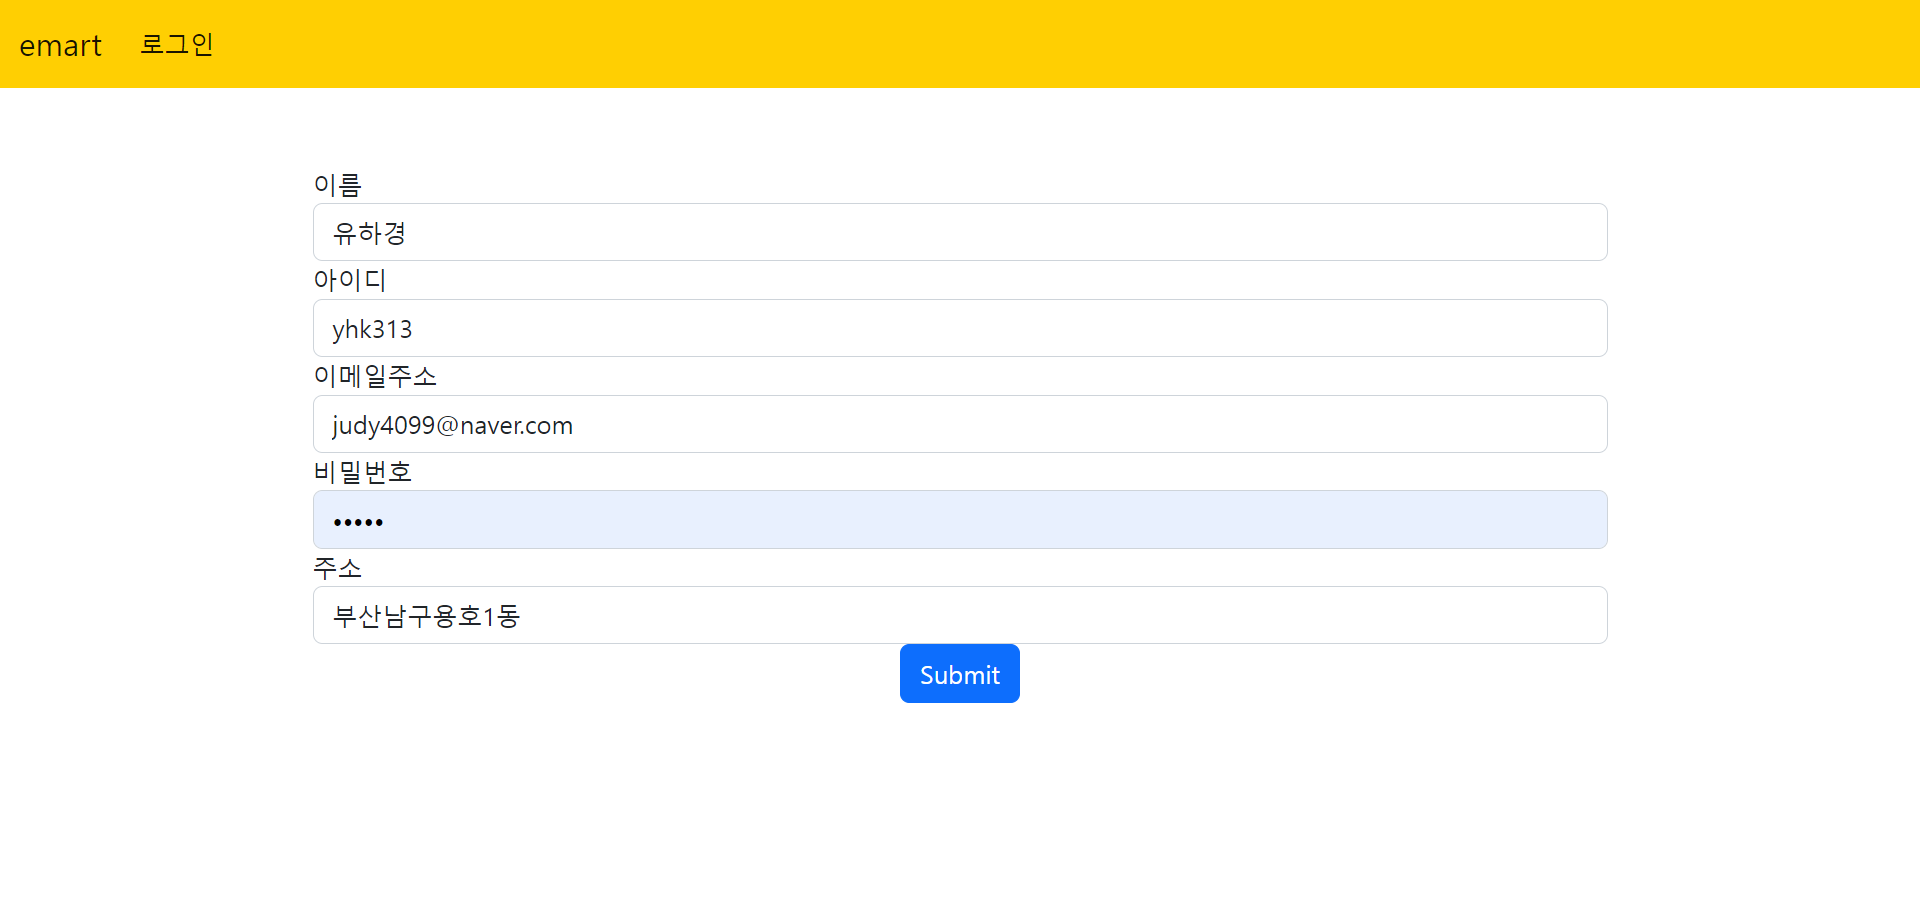 emart 로그인
이름
유하경
아이디
yhk313
이메일주소
judy4099@naver.com
비밀번호
•••••
주소
부산남구용호1동
Submit